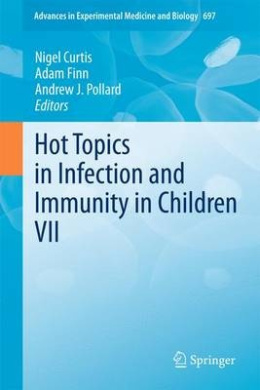 Advances in Experimental Medicine and Biology 697
Nigel Curtis
Adam Finn
Andrew J. Pollard
Editors
Hot Topics
in Infection and
Immunity in Children
VII
Springer